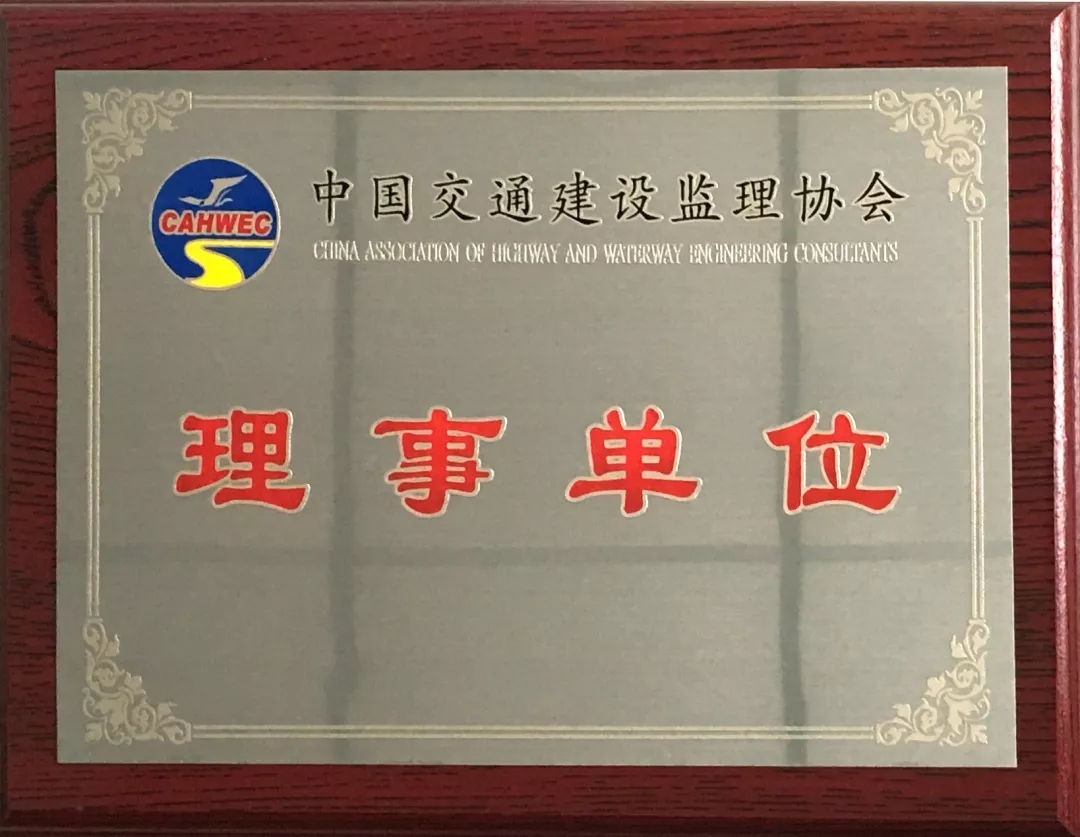 CAHWEC
中国交通建设监理协会
CHINA ASSOCIATION OF HIGHWAY AND WATERWAY ENGINEERING CONSULTANTS
理事单位